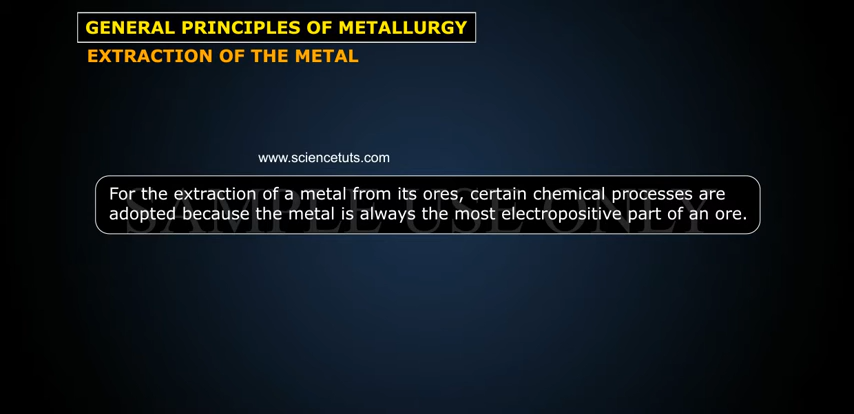 GENERAL PRINCIPLES OF METALLURGY
EXTRACTION OF THE METAL
www.sciencetuts.com
For the extraction of a metal from its ores, certain chemical processes are
adopted because the metal is always the most electropositive part of an ore.
SAMPLE USE ONLY